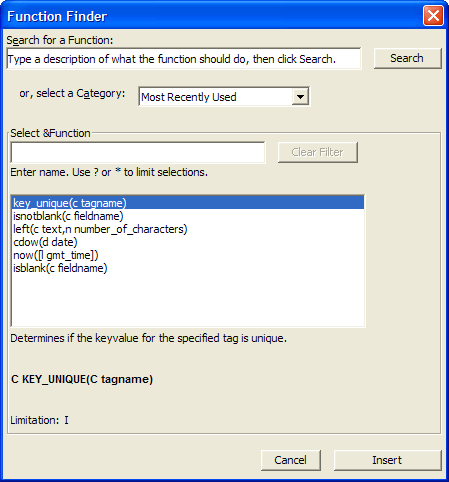 Function Finder
Search for a Function:
Type a description of what the function should do, then click Search.
Search
or, select a Category:
Most Recently Used
Select &Function
Clear Filter
Enter name. Use ? or * to limit selections.
key_unique(c tagname)
isnotblank(c fieldname)
left(c text,n number_of_characters)
cdow(d date)
now([l gmt_time])
isblank(c fieldname)
Determines if the keyvalue for the specified tag is unique.
C KEY_UNIQUE(C tagname)
Limitation: I
Cancel
Insert